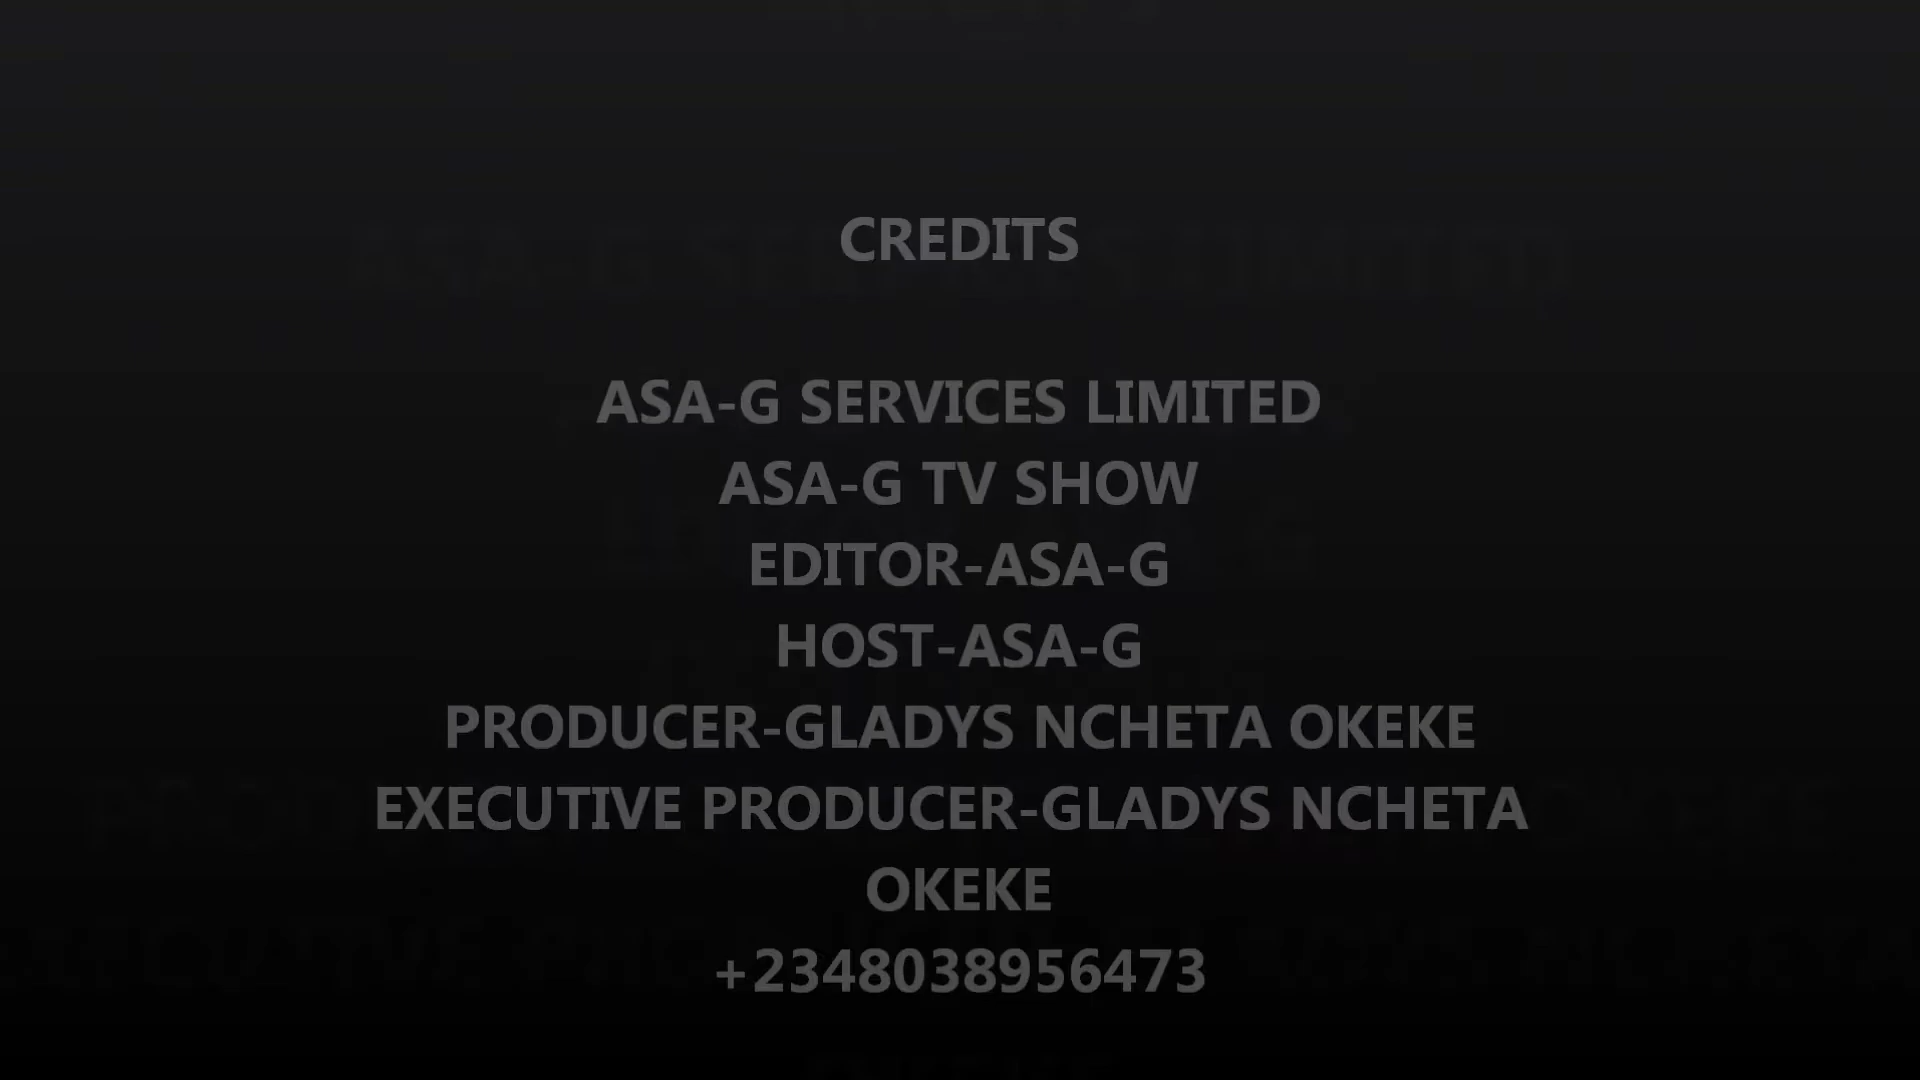 CREDITS
ASA-G SERVICES LIMITED
ASA-G TV SHOW
EDITOR-ASA-G
HOST-ASA-G
PRODUCER-GLADYS NCHETA OKEKE
EXECUTIVE PRODUCER-GLADYS NCHETA
OKEKE
+2348038956473